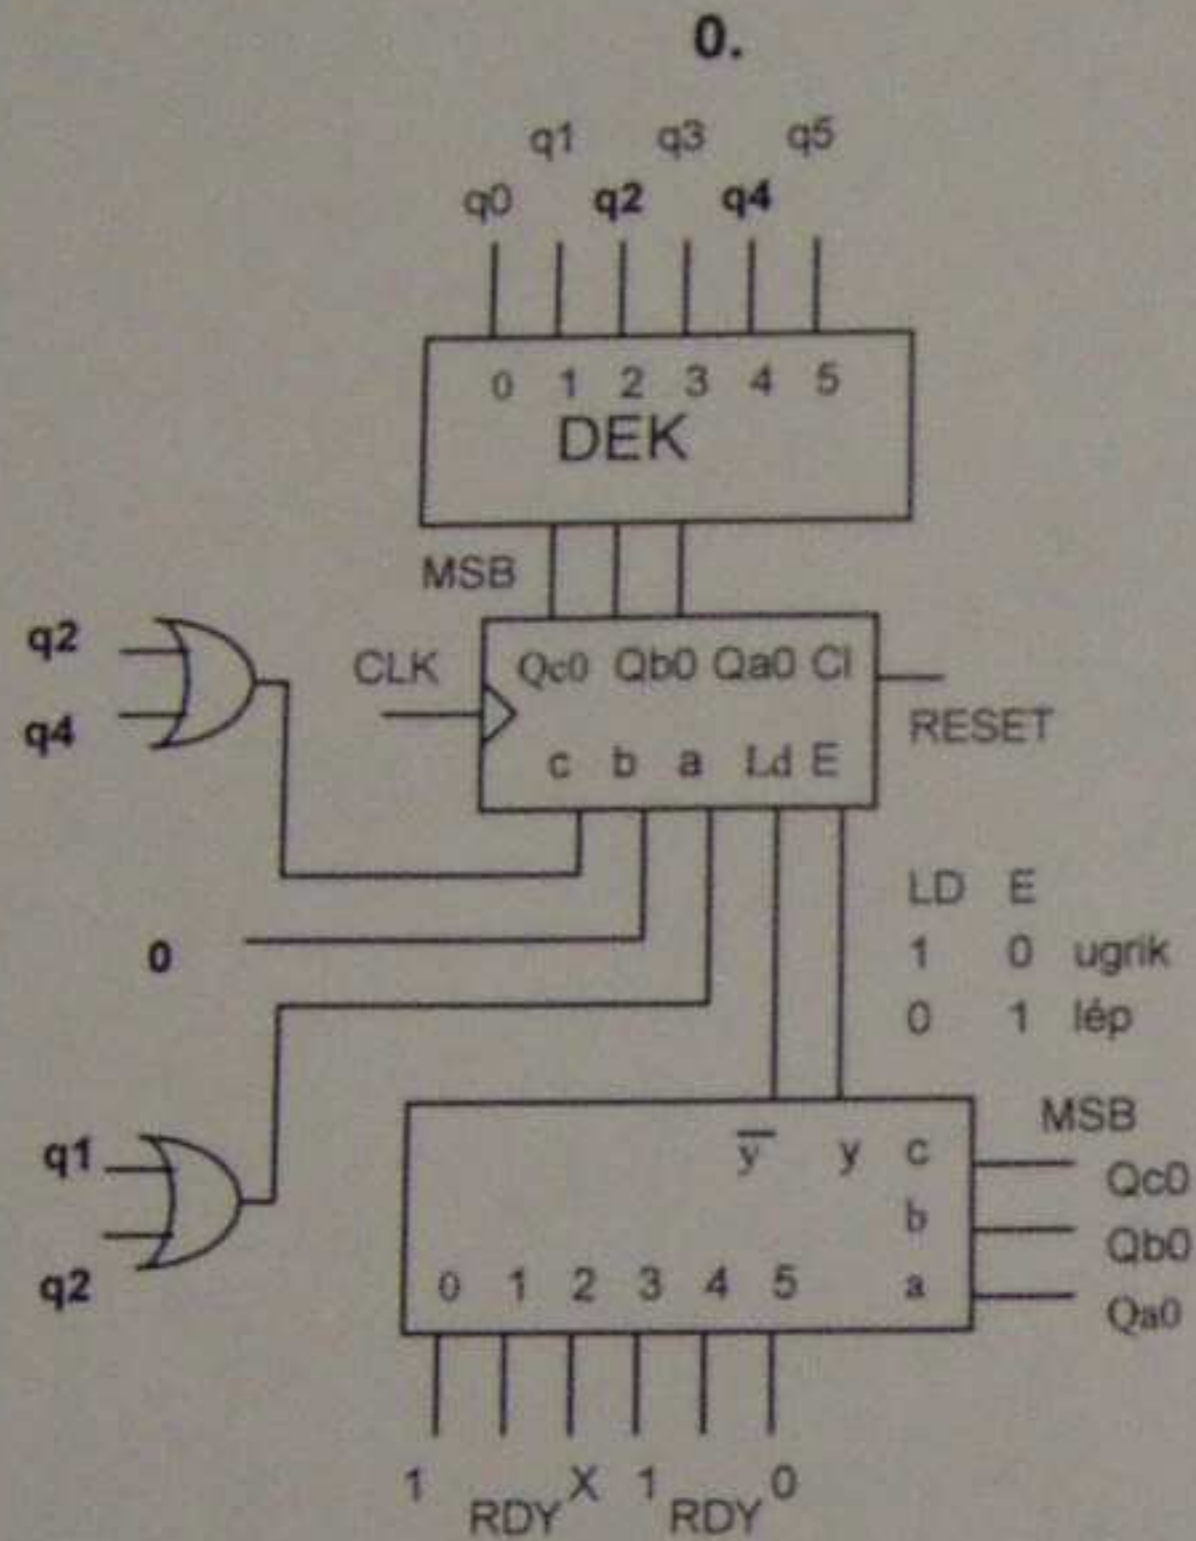 0.
q1 q3 q5
q0 q2 q4
0 1 2 3 4 5
DEK
MSB
q2
q4
CLK
Qc0 Qb0 Qa0 Cl
RESET
c b a Ld E
LD E
1 0 ugrik
0 1 lép
0
MSB
q1
q2
y̅ y c
b
0 1 2 3 4 5 a
Qc0
Qb0
Qa0
1 RDY X 1 RDY 0